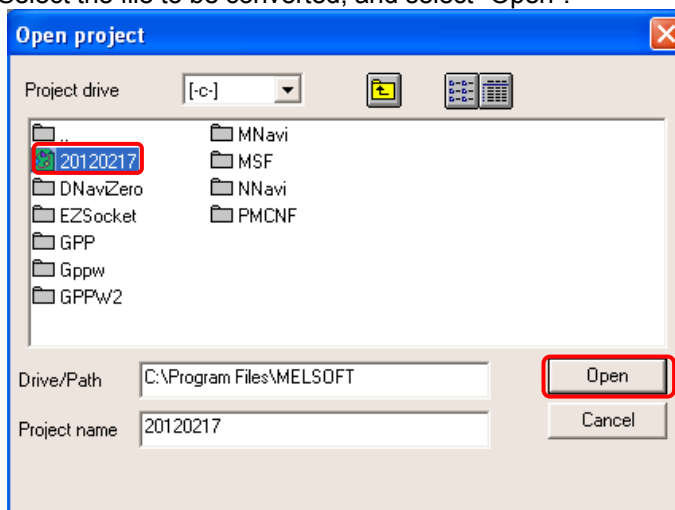 Select the file to be converted, and select "Open".
Open project
Project drive [-c-]
.. MNavi
20120217 MSF
DNaviZero NNavi
EZSocket PMCNF
GPP
Gppw
GPPW2
Drive/Path C:\Program Files\MELSOFT Open
Project name 20120217 Cancel